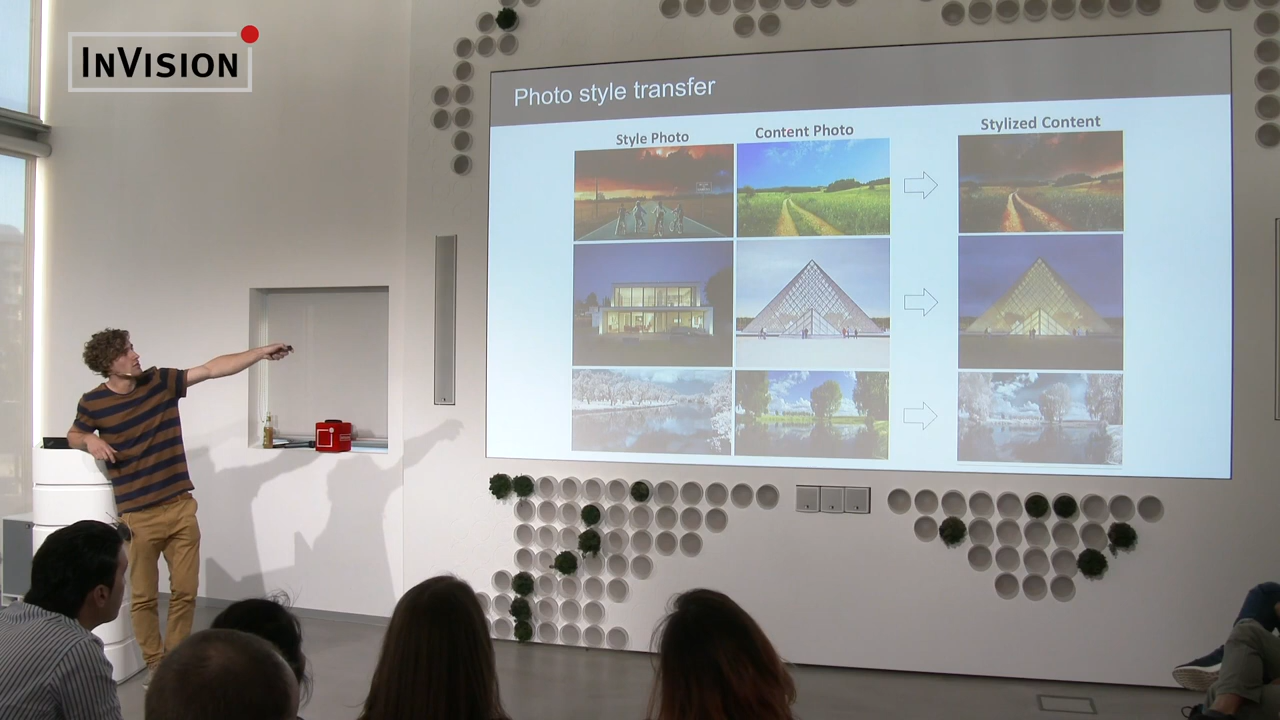 INVISION
Photo style transfer
Style Photo
Content Photo
Stylized Content